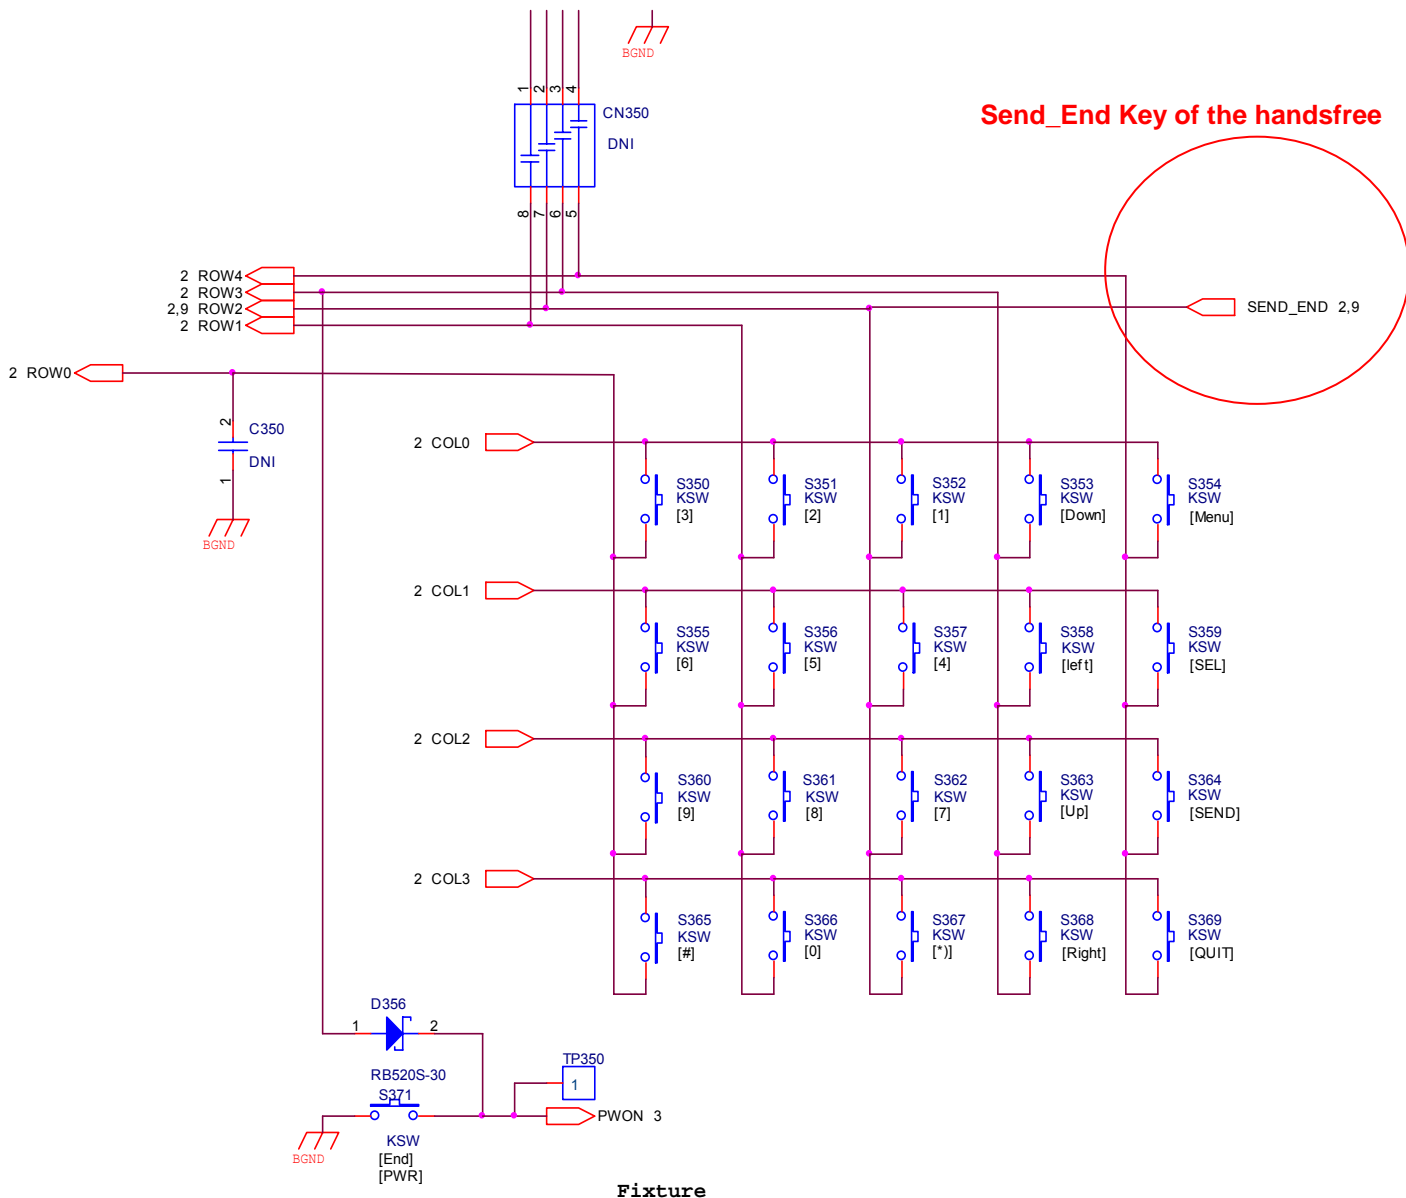 BGND
1 2 3 4
CN350
DNI
Send_End Key of the handsfree
8 7 6 5
2 ROW4
2 ROW3
2,9 ROW2
2 ROW1
SEND_END 2,9
2 ROW0
2
C350
DNI
1
BGND
2 COL0
S350
KSW
[3]
S351
KSW
[2]
S352
KSW
[1]
S353
KSW
[Down]
S354
KSW
[Menu]
2 COL1
S355
KSW
[6]
S356
KSW
[5]
S357
KSW
[4]
S358
KSW
[left]
S359
KSW
[SEL]
2 COL2
S360
KSW
[9]
S361
KSW
[8]
S362
KSW
[7]
S363
KSW
[Up]
S364
KSW
[SEND]
2 COL3
S365
KSW
[#]
S366
KSW
[0]
S367
KSW
[*)]
S368
KSW
[Right]
S369
KSW
[QUIT]
D356
1 2
RB520S-30
TP350
1
S371
PWON 3
KSW
[End]
[PWR]
BGND
Fixture